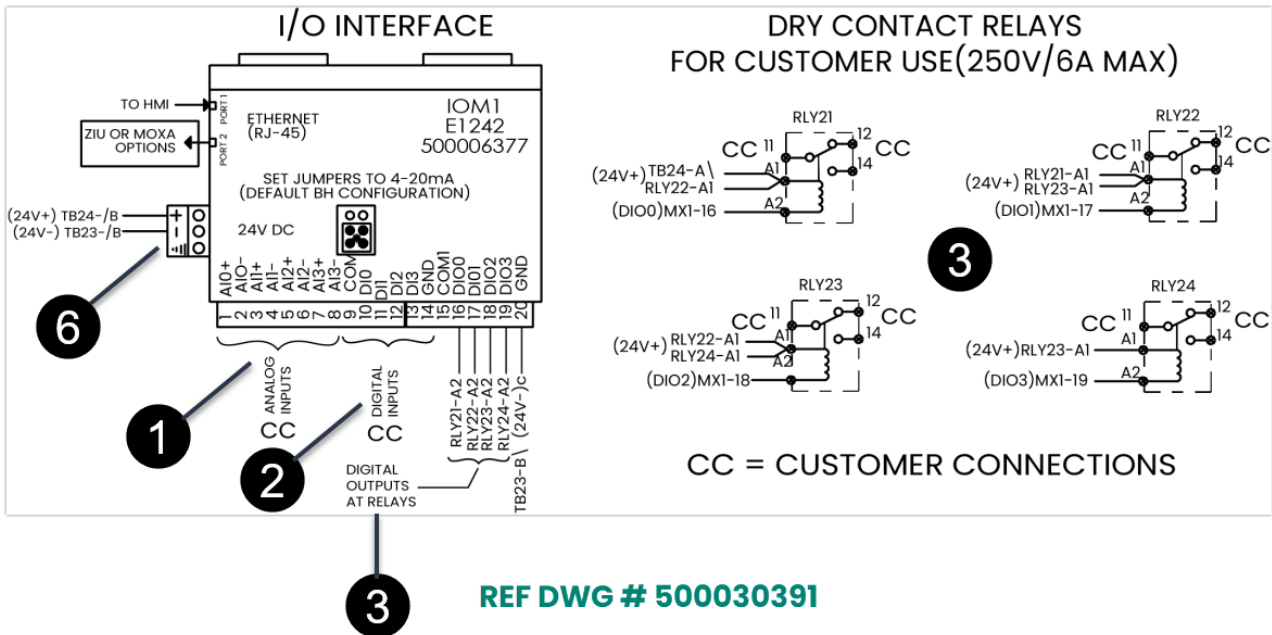 I/O INTERFACE
TO HMI
PORT 1
ZIU OR MOXA
OPTIONS
PORT 2
ETHERNET
(RJ-45)
IOM1
E1242
500006377
SET JUMPERS TO 4-20mA
(DEFAULT BH CONFIGURATION)
(24V+) TB24-/B
(24V-) TB23-/B
+
-
24V DC
AI0+
AIO-
AI1+
AI1-
AI2+
AI2-
AI3+
AI3-
COM
DI0
DI1
DI2
DI3
GND
COM1
DIO0
DI01
DIO2
DIO3
GND
1
2
3
4
5
6
7
8
9
10
11
12
13
14
15
16
17
18
19
20
6
1
ANALOG
INPUTS
CC
2
DIGITAL
INPUTS
CC
RLY21-A2
RLY22-A2
RLY23-A2
RLY24-A2
TB23-B\(24V-)c
DIGITAL
OUTPUTS
AT RELAYS
3
DRY CONTACT RELAYS
FOR CUSTOMER USE(250V/6A MAX)
RLY21
CC 11
12
CC
14
(24V+) TB24-A\
RLY22-A1
A1
(DIO0)MX1-16
A2
RLY22
CC 11
12
CC
14
(24V+) RLY21-A1
RLY23-A1
A1
(DIO1)MX1-17
A2
3
RLY23
CC 11
12
CC
14
(24V+) RLY22-A1
RLY24-A1
A1
A2
(DIO2)MX1-18
RLY24
CC 11
12
CC
14
(24V+)RLY23-A1
A1
(DIO3)MX1-19
A2
CC = CUSTOMER CONNECTIONS
REF DWG # 500030391